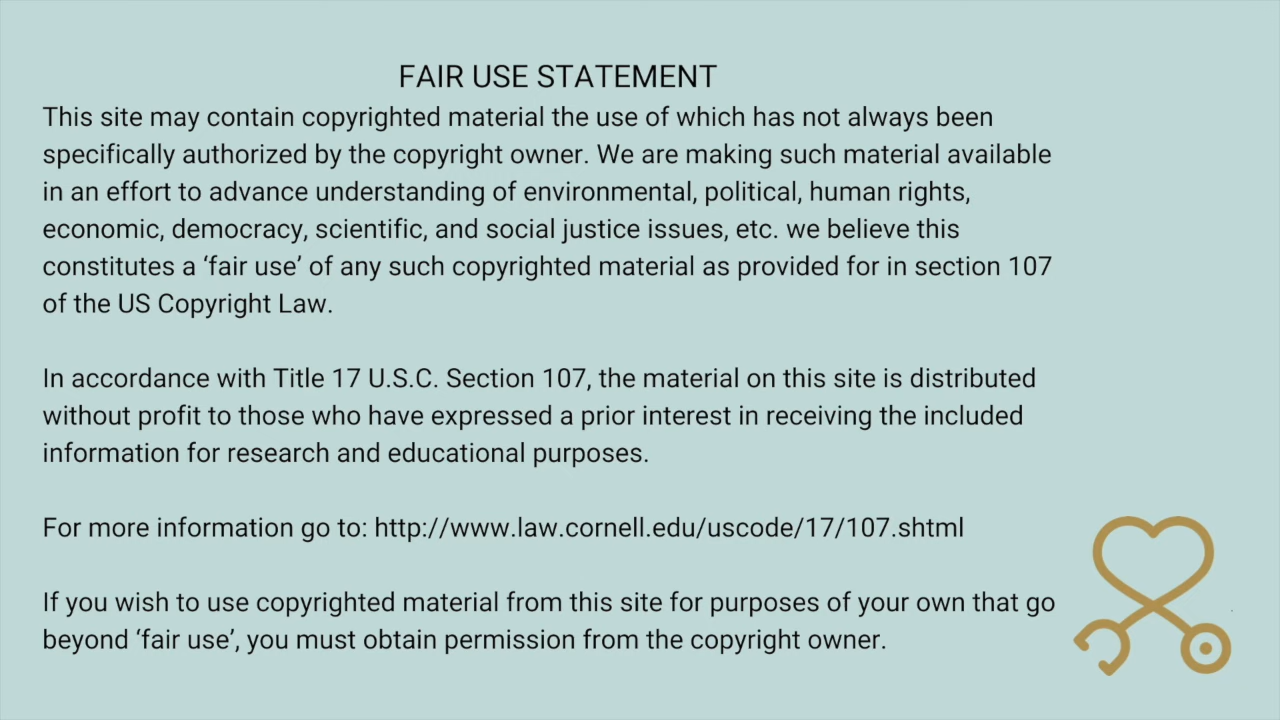 FAIR USE STATEMENT
This site may contain copyrighted material the use of which has not always been
specifically authorized by the copyright owner. We are making such material available
in an effort to advance understanding of environmental, political, human rights,
economic, democracy, scientific, and social justice issues, etc. we believe this
constitutes a ‘fair use’ of any such copyrighted material as provided for in section 107
of the US Copyright Law.
In accordance with Title 17 U.S.C. Section 107, the material on this site is distributed
without profit to those who have expressed a prior interest in receiving the included
information for research and educational purposes.
For more information go to: http://www.law.cornell.edu/uscode/17/107.shtml
If you wish to use copyrighted material from this site for purposes of your own that go
beyond ‘fair use’, you must obtain permission from the copyright owner.